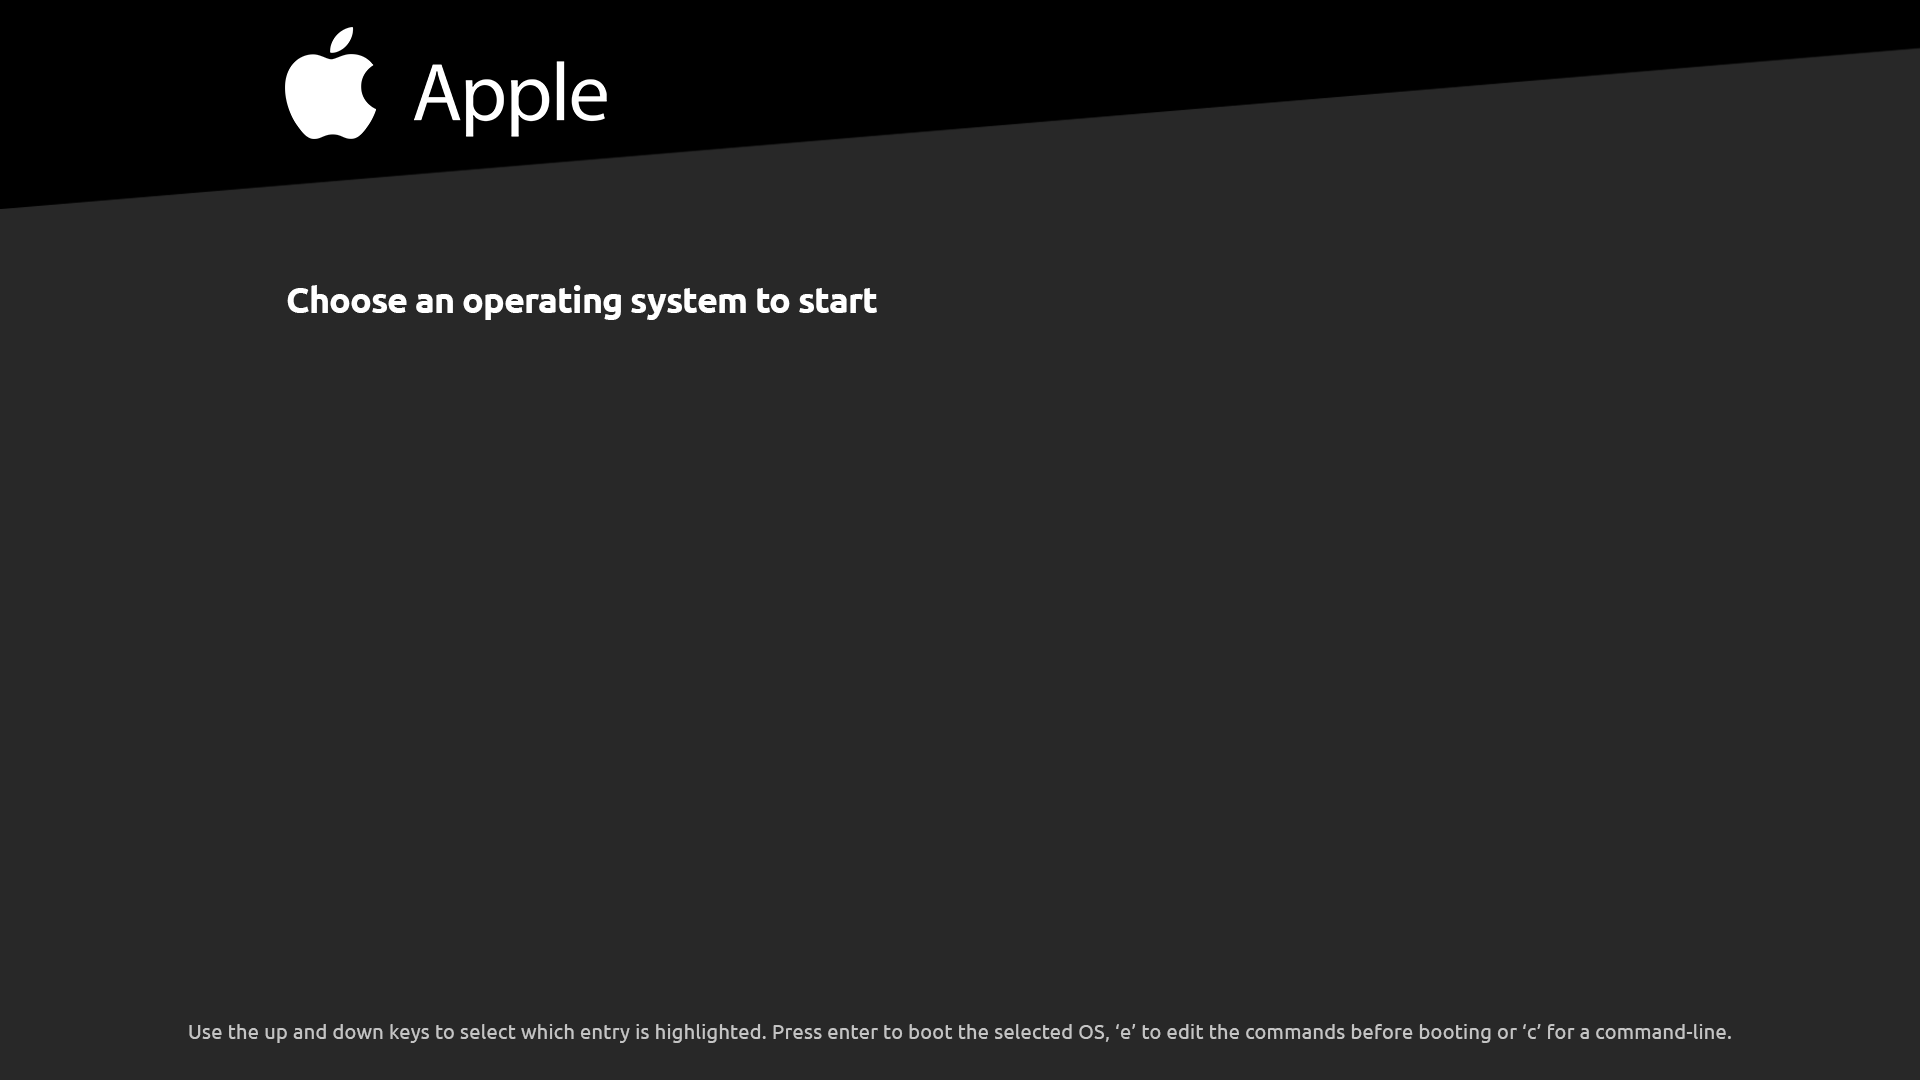 Apple
Choose an operating system to start
Use the up and down keys to select which entry is highlighted. Press enter to boot the selected OS, ‘e’ to edit the commands before booting or ‘c’ for a command-line.